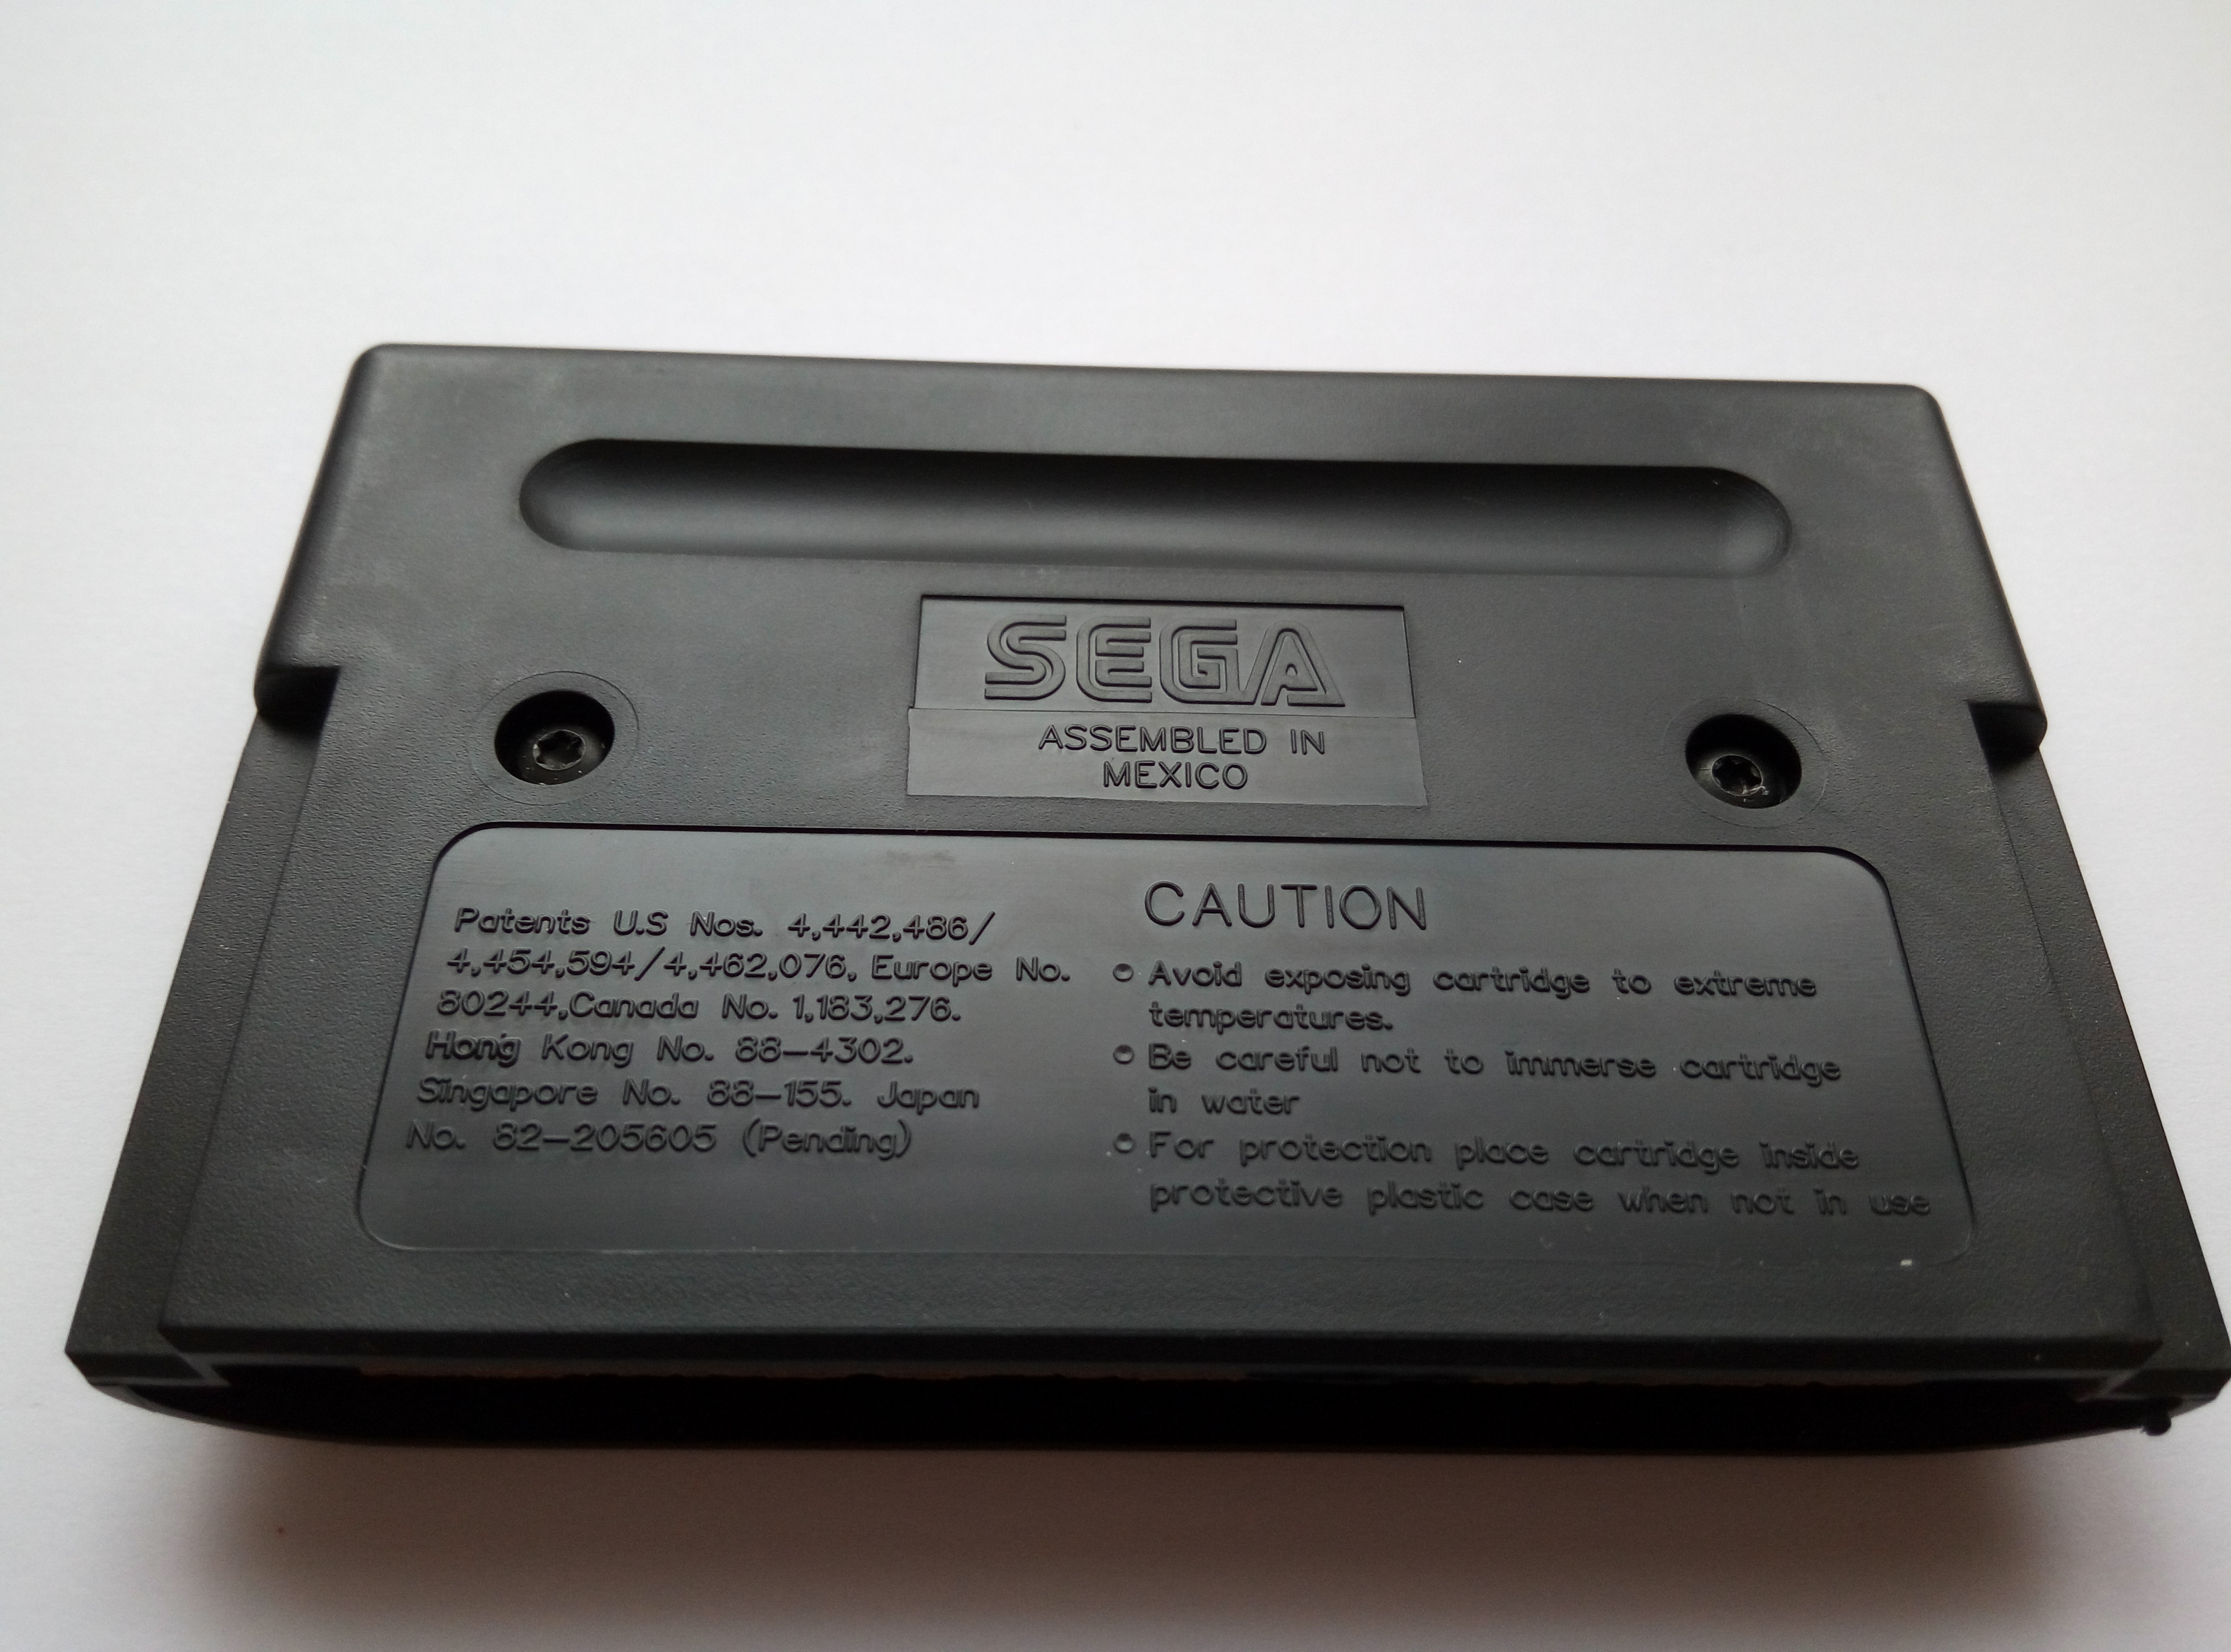 SEGA
ASSEMBLED IN
MEXICO
Patents U.S Nos. 4,442,486/
4,454,594/4,462,076, Europe No.
80244,Canada No. 1,183,276.
Hong Kong No. 88-4302.
Singapore No. 88-155. Japan
No. 82-205605 (Pending)
CAUTION
Avoid exposing cartridge to extreme
temperatures.
Be careful not to immerse cartridge
in water
For protection place cartridge inside
protective plastic case when not in use